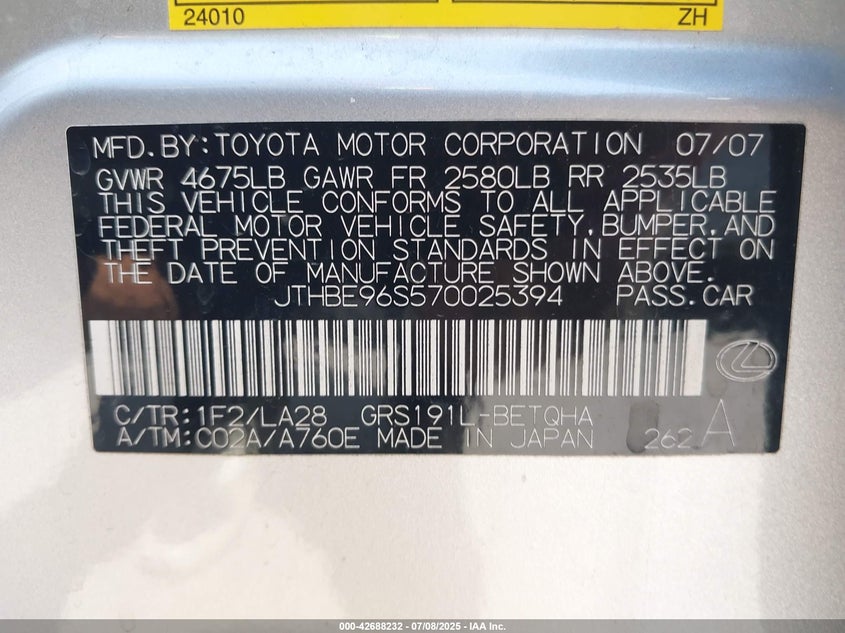 24010 ZH
MFD.BY:TOYOTA MOTOR CORPORATION 07/07
GVWR 4675LB GAWR FR 2580LB RR 2535LB
THIS VEHICLE CONFORMS TO ALL APPLICABLE
FEDERAL MOTOR VEHICLE SAFETY,BUMPER,AND
THEFT PREVENTION STANDARDS IN EFFECT ON
THE DATE OF MANUFACTURE SHOWN ABOVE.
JTHBE96S570025394 PASS.CAR
C/TR:1F2/LA28 GRS191L-BETQHA
A/TM:C02A/A760E MADE IN JAPAN 262 A
000-42688232 - 07/08/2025 - IAA Inc.